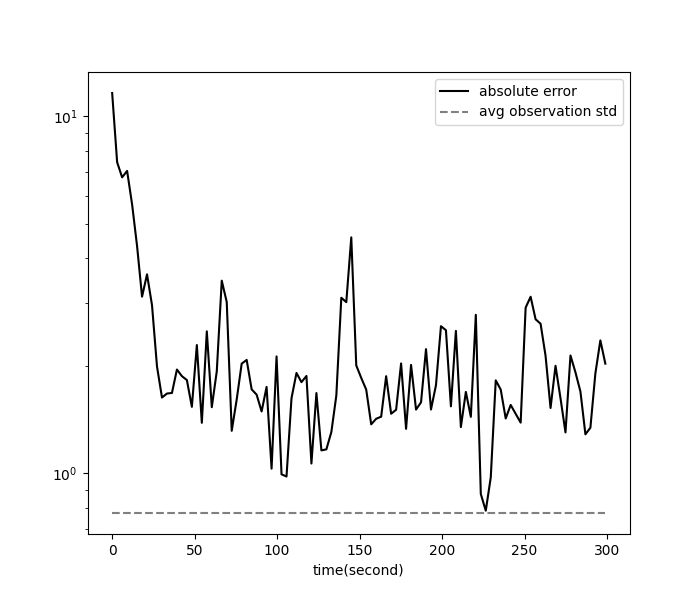 absolute error
avg observation std
10¹
10⁰
0 50 100 150 200 250 300
time(second)